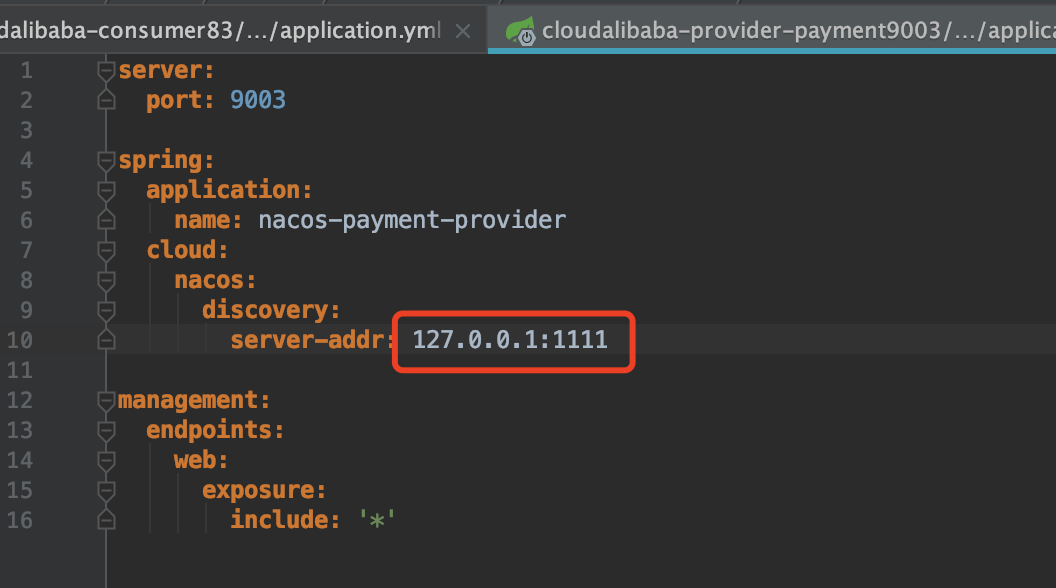 dalibaba-consumer83/.../application.yml
cloudalibaba-provider-payment9003/.../applica
1 server:
2   port: 9003
3
4 spring:
5   application:
6     name: nacos-payment-provider
7   cloud:
8     nacos:
9       discovery:
10         server-addr: 127.0.0.1:1111
11
12 management:
13   endpoints:
14     web:
15       exposure:
16         include: '*'